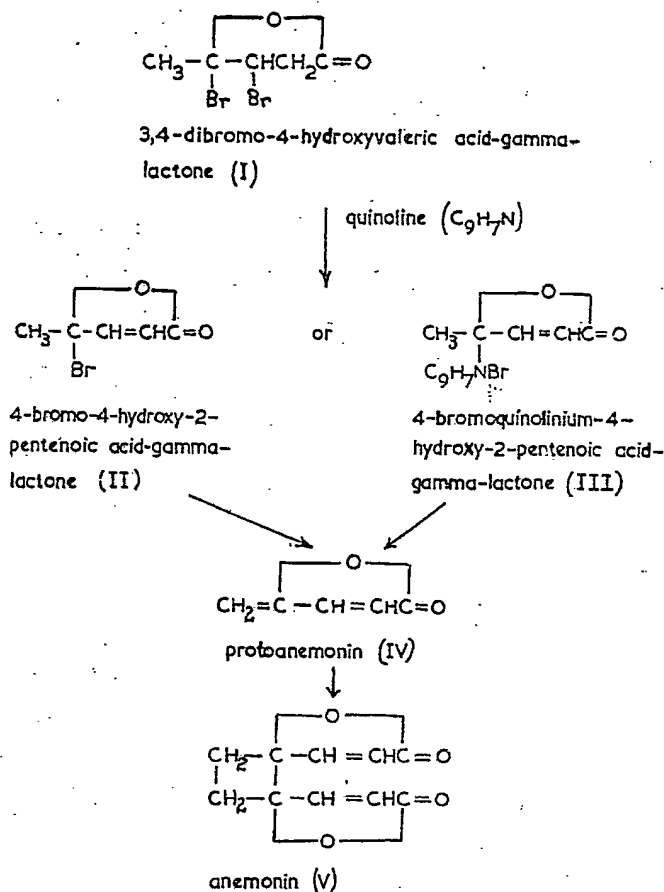 O
CH₃-C-CHCH₂C=O
Br Br
3,4-dibromo-4-hydroxyvaleric acid-gamma-
lactone (I)
quinoline (C₉H₇N)
O
CH₃-C-CH=CHC=O
Br
or
O
CH₃-C-CH=CHC=O
C₉H₇NBr
4-bromo-4-hydroxy-2-
pentenoic acid-gamma-
lactone (II)
4-bromoquinolinium-4-
hydroxy-2-pentenoic acid-
gamma-lactone (III)
O
CH₂=C-CH=CHC=O
protoanemonin (IV)
O
CH₂-C-CH=CHC=O
CH₂-C-CH=CHC=O
O
anemonin (V)